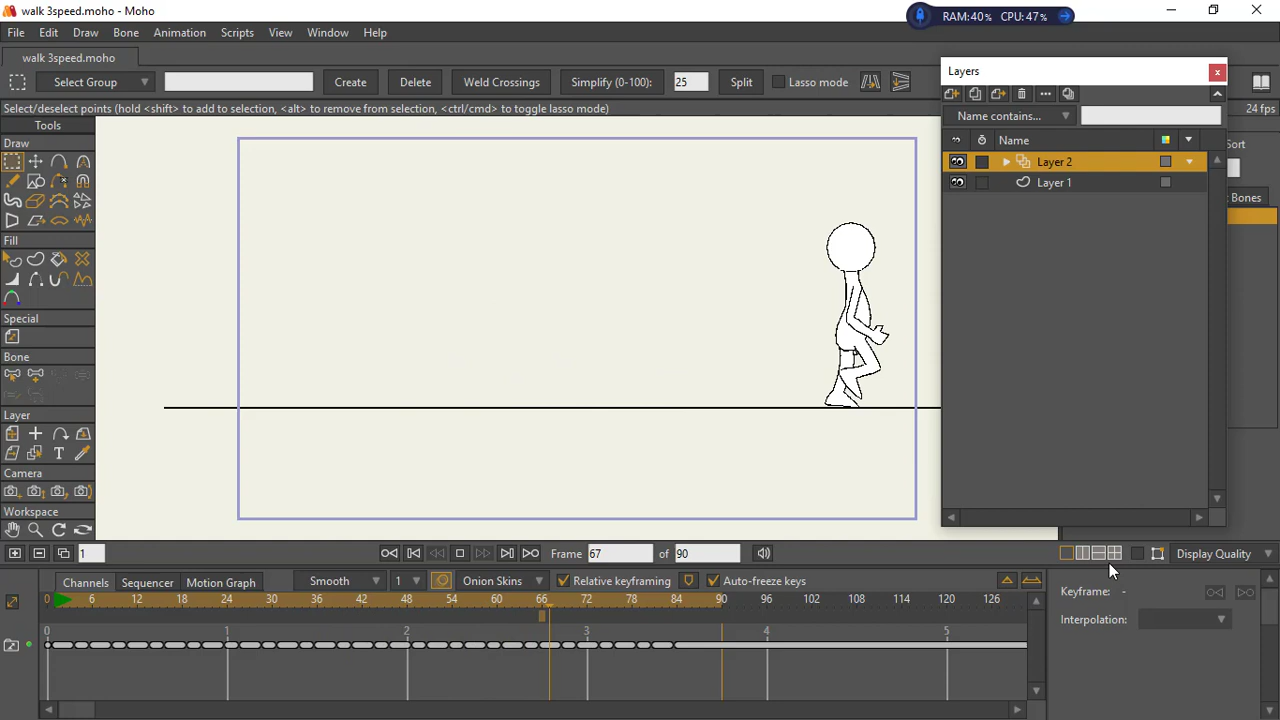 walk 3speed.moho - Moho
RAM:40% CPU:47%
File Edit Draw Bone Animation Scripts View Window Help
walk 3speed.moho
Select Group Create Delete Weld Crossings Simplify (0-100): 25 Split Lasso mode
Select/deselect points (hold <shift> to add to selection, <alt> to remove from selection, <ctrl/cmd> to toggle lasso mode)
24 fps
Tools
Draw
Fill
Special
Bone
Layer
Camera
Workspace
Layers
Name contains...
Name
Layer 2
Layer 1
Sort
Bones
1
Frame 67 of 90
Display Quality
Channels Sequencer Motion Graph Smooth 1 Onion Skins Relative keyframing Auto-freeze keys
0 6 12 18 24 30 36 42 48 54 60 66 72 78 84 90 96 102 108 114 120 126
0 1 2 3 4 5
Keyframe: -
Interpolation: